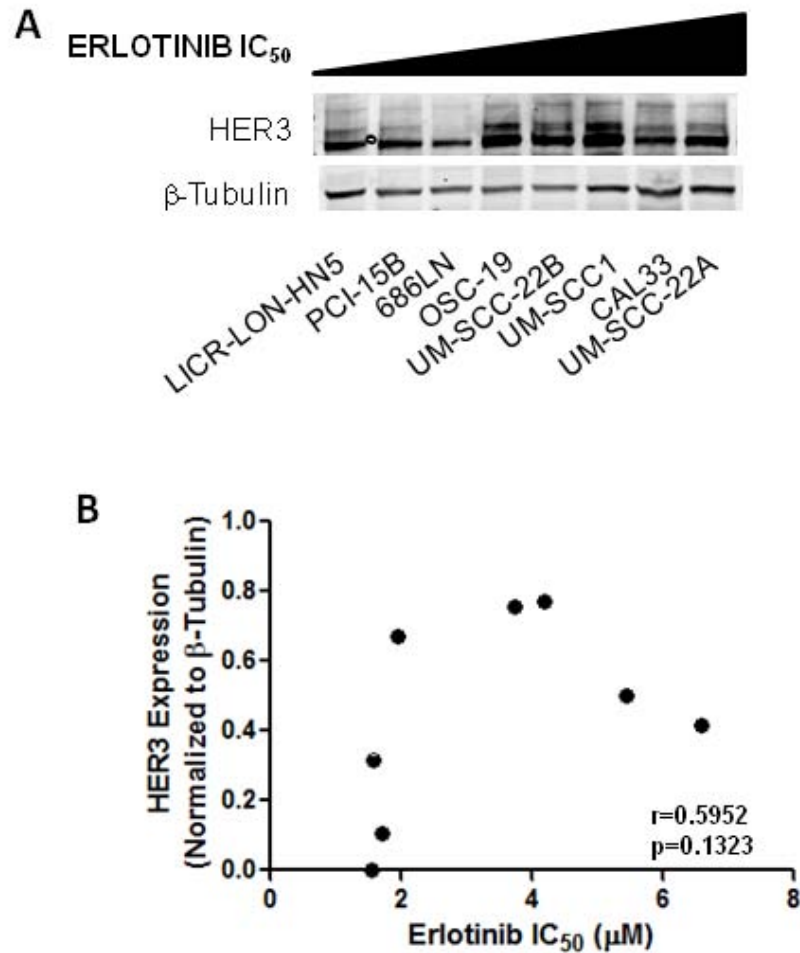 A
ERLOTINIB IC50
HER3
β-Tubulin
LICR-LON-HN5
PCI-15B
686LN
OSC-19
UM-SCC-22B
UM-SCC1
CAL33
UM-SCC-22A
B
HER3 Expression
(Normalized to β-Tubulin)
1.0
0.8
0.6
0.4
0.2
0.0
r=0.5952
p=0.1323
0 2 4 6 8
Erlotinib IC50 (μM)